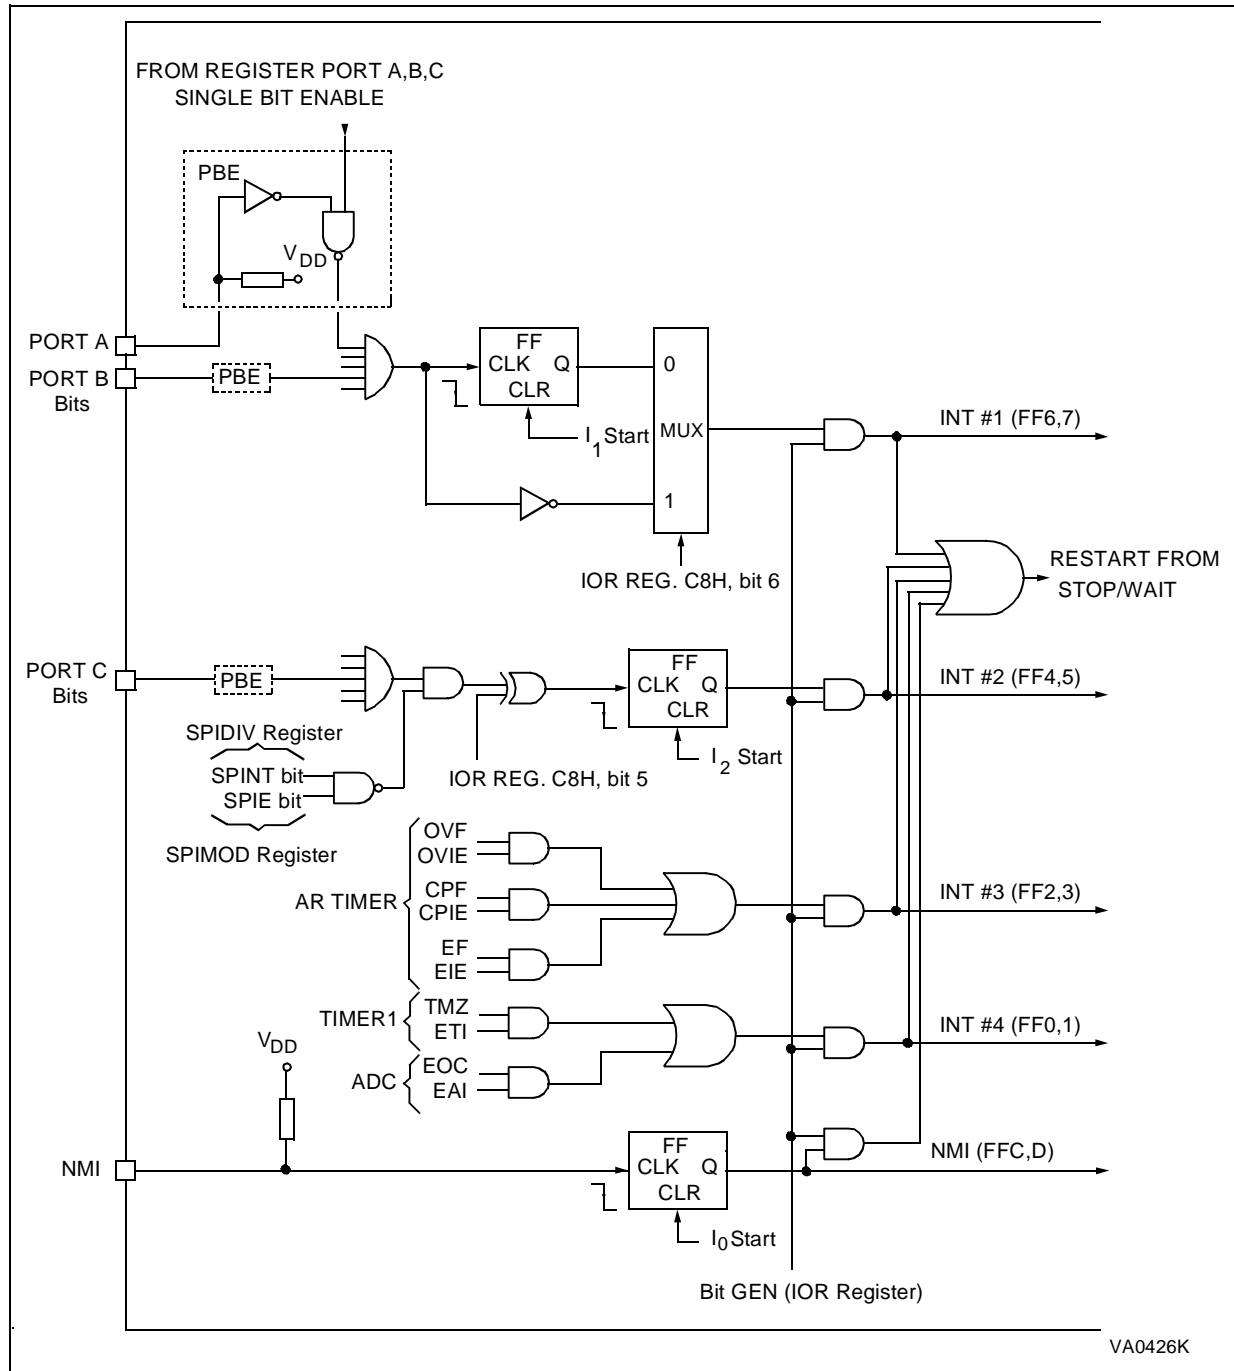 FROM REGISTER PORT A,B,C
SINGLE BIT ENABLE
PBE
VDD
PORT A
PORT B
Bits
PBE
FF
CLK Q
CLR
I1 Start
0
MUX
1
IOR REG. C8H, bit 6
INT #1 (FF6,7)
RESTART FROM
STOP/WAIT
PORT C
Bits
PBE
SPIDIV Register
SPINT bit
SPIE bit
SPIMOD Register
IOR REG. C8H, bit 5
FF
CLK Q
CLR
I2 Start
INT #2 (FF4,5)
AR TIMER
OVF
OVIE
CPF
CPIE
EF
EIE
INT #3 (FF2,3)
TIMER1
TMZ
ETI
ADC
EOC
EAI
INT #4 (FF0,1)
VDD
NMI
FF
CLK Q
CLR
I0 Start
NMI (FFC,D)
Bit GEN (IOR Register)
VA0426K